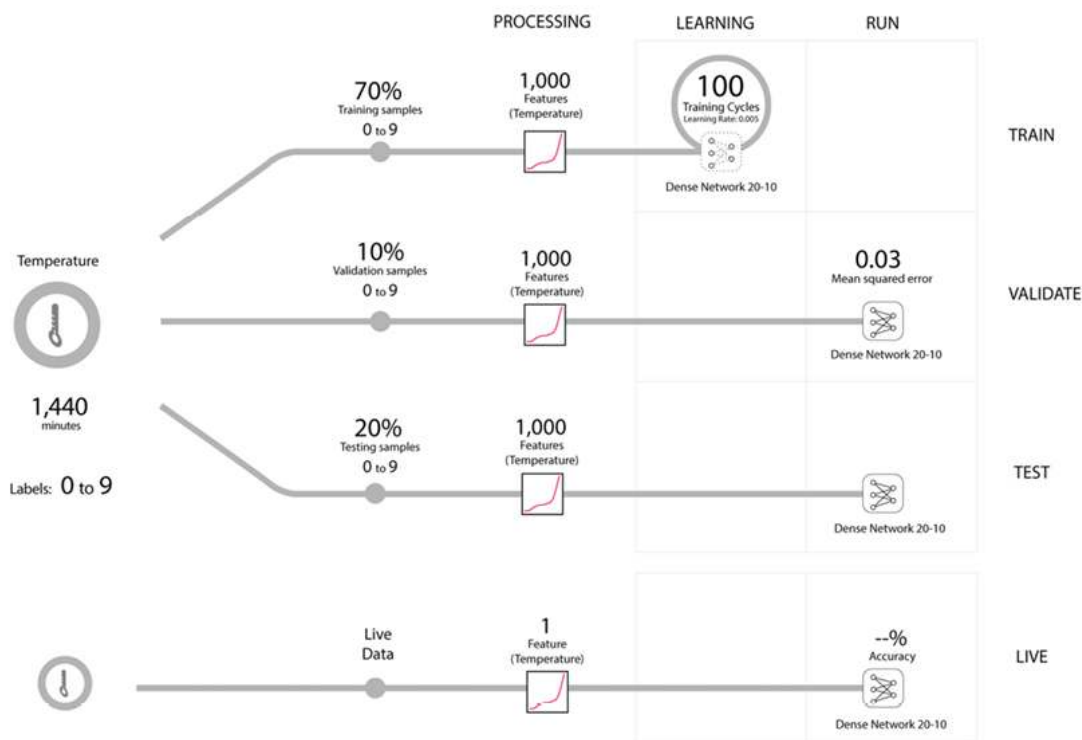 PROCESSING LEARNING RUN
70%
Training samples
0 to 9
1,000
Features
(Temperature)
100
Training Cycles
Learning Rate: 0.005
Dense Network 20-10
TRAIN
Temperature
1,440
minutes
Labels: 0 to 9
10%
Validation samples
0 to 9
1,000
Features
(Temperature)
0.03
Mean squared error
Dense Network 20-10
VALIDATE
20%
Testing samples
0 to 9
1,000
Features
(Temperature)
Dense Network 20-10
TEST
Live
Data
1
Feature
(Temperature)
--%
Accuracy
Dense Network 20-10
LIVE